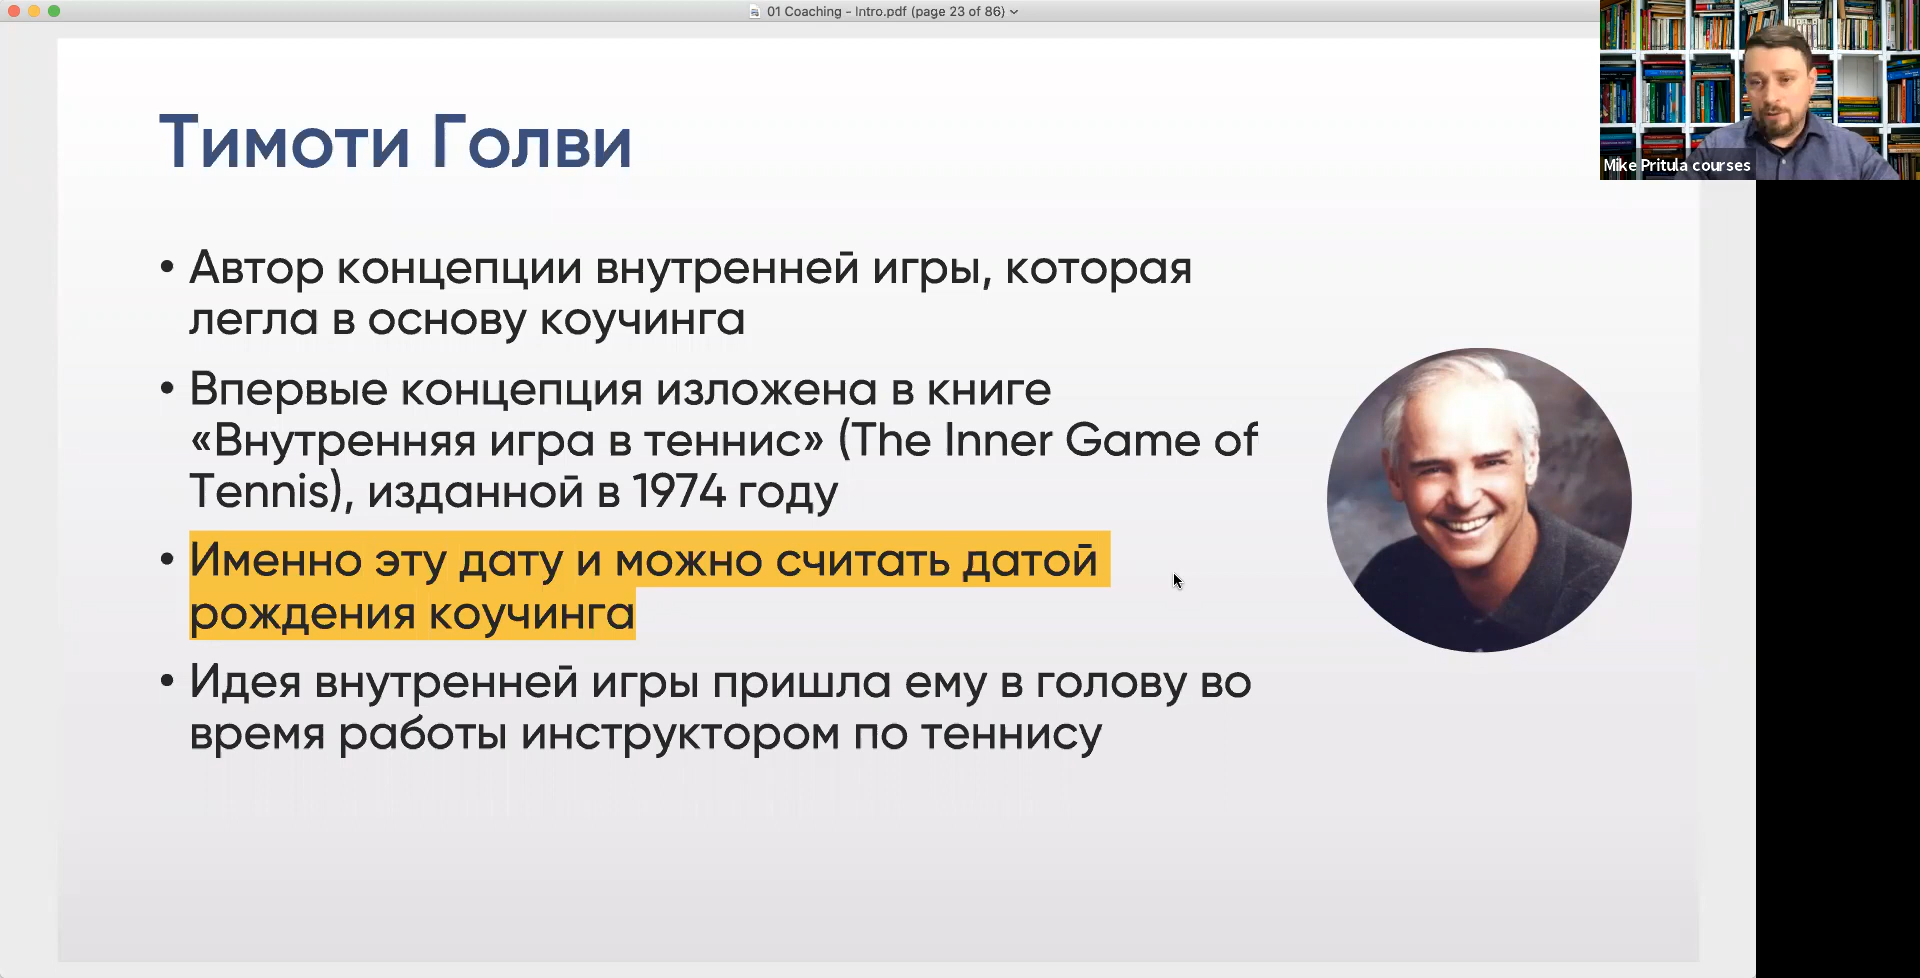 01 Coaching - Intro.pdf (page 23 of 86)
Mike Pritula courses
Тимоти Голви
• Автор концепции внутренней игры, которая
легла в основу коучинга
• Впервые концепция изложена в книге
«Внутренняя игра в теннис» (The Inner Game of
Tennis), изданной в 1974 году
• Именно эту дату и можно считать датой
рождения коучинга
• Идея внутренней игры пришла ему в голову во
время работы инструктором по теннису